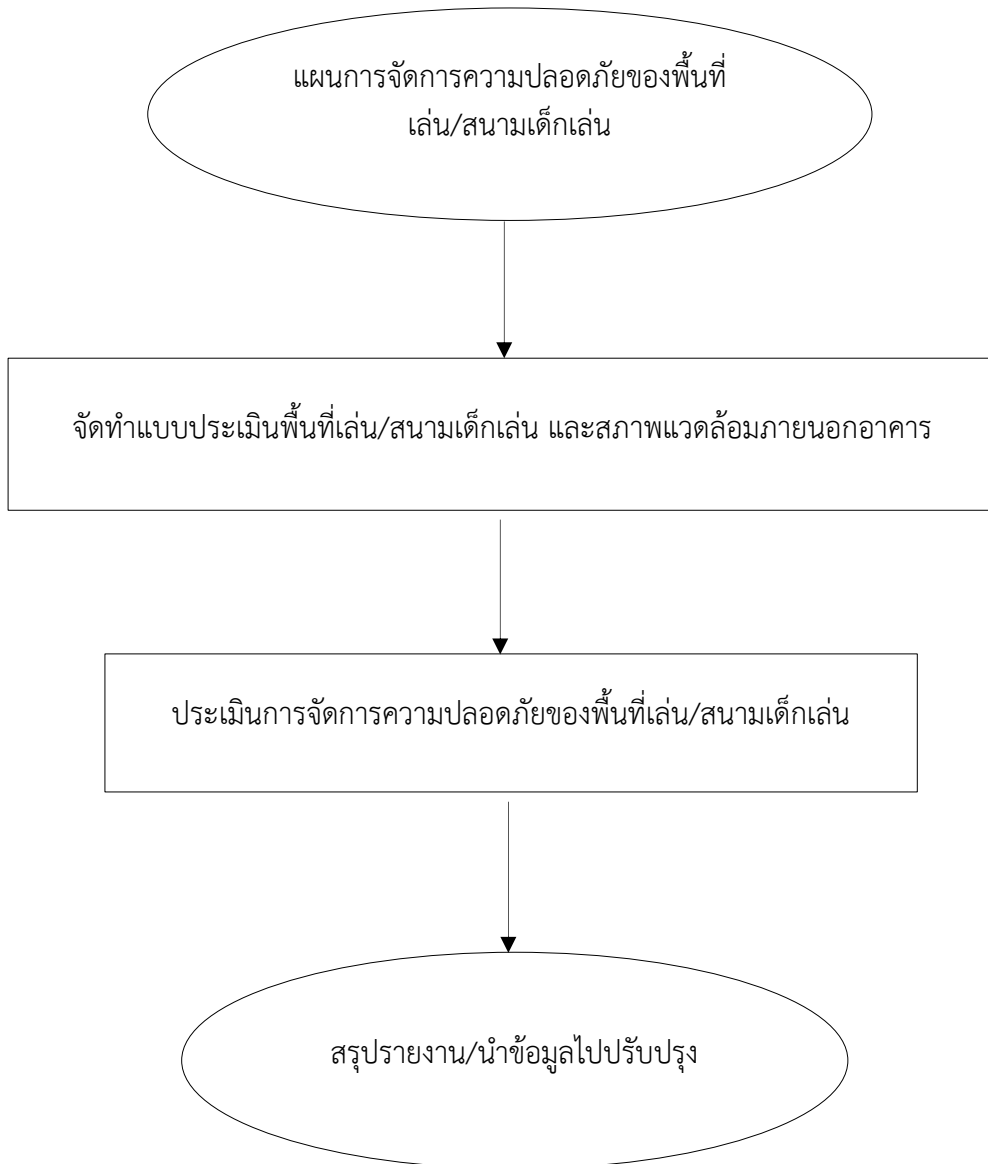 แผนการจัดการความปลอดภัยของพื้นที่
เล่น/สนามเด็กเล่น
จัดทำแบบประเมินพื้นที่เล่น/สนามเด็กเล่น และสภาพแวดล้อมภายนอกอาคาร
ประเมินการจัดการความปลอดภัยของพื้นที่เล่น/สนามเด็กเล่น
สรุปรายงาน/นำข้อมูลไปปรับปรุง